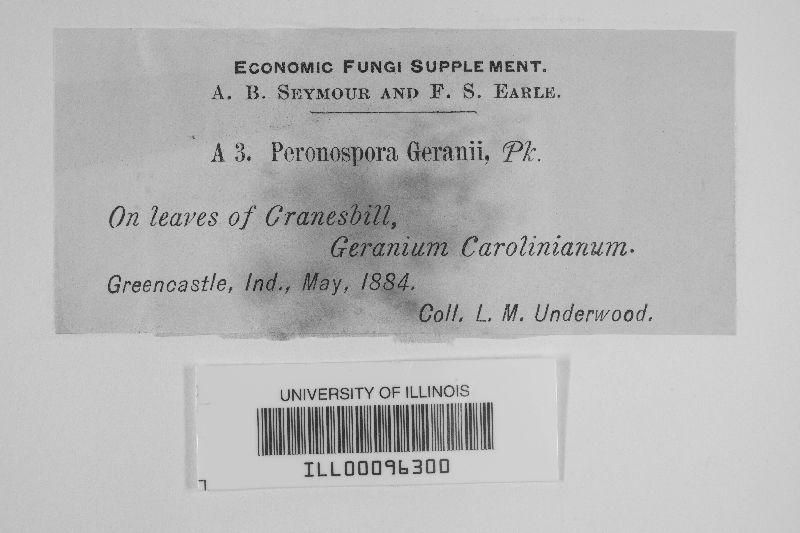 ECONOMIC FUNGI SUPPLEMENT.
A. B. SEYMOUR AND F. S. EARLE.
A 3. Peronospora Geranii, Pk.
On leaves of Cranesbill,
Geranium Carolinianum.
Greencastle, Ind., May, 1884.
Coll. L. M. Underwood.
UNIVERSITY OF ILLINOIS
ILL00096300